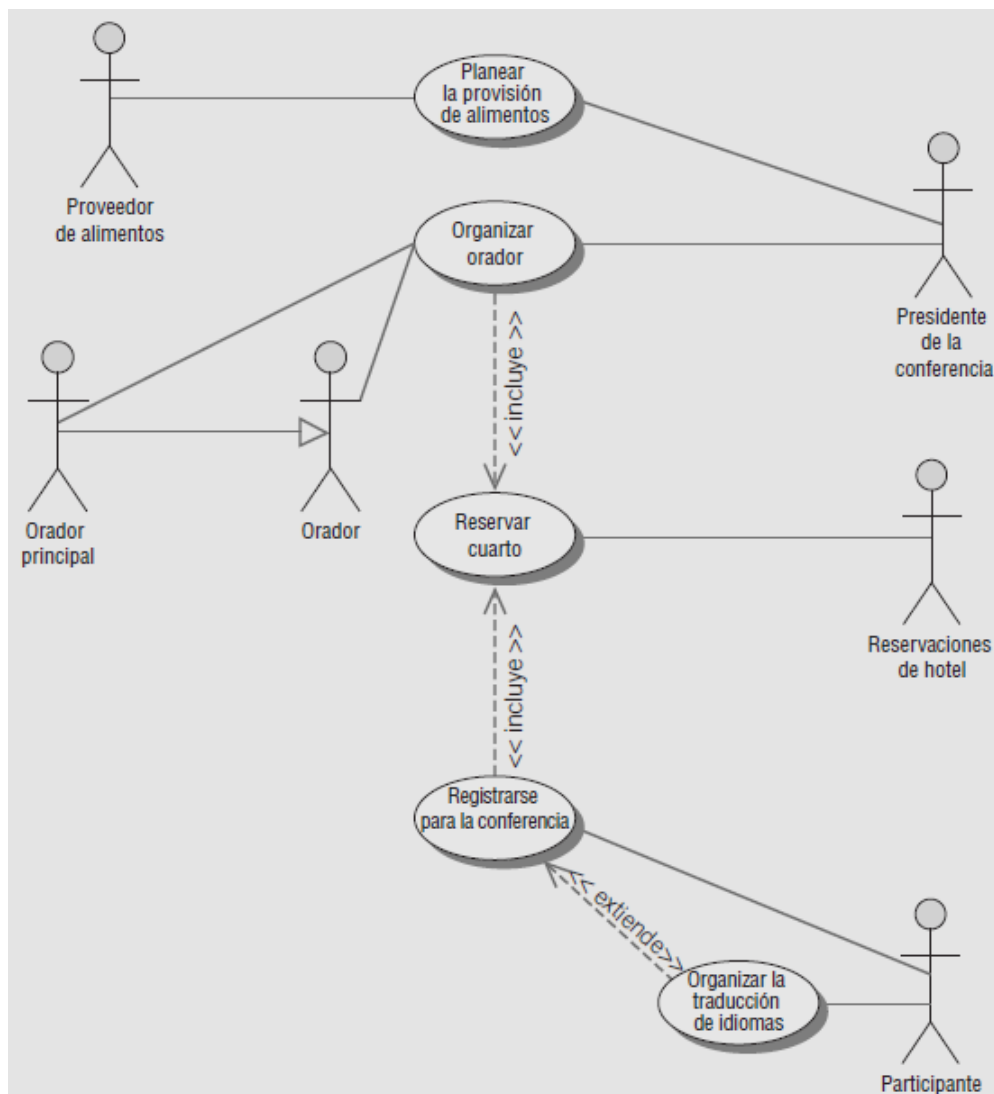 Planear
la provisión
de alimentos
Proveedor
de alimentos
Organizar
orador
Presidente
de la
conferencia
<< incluye >>
Orador
principal
Orador
Reservar
cuarto
Reservaciones
de hotel
<< incluye >>
Registrarse
para la conferencia
<< extiende>>
Organizar la
traducción
de idiomas
Participante